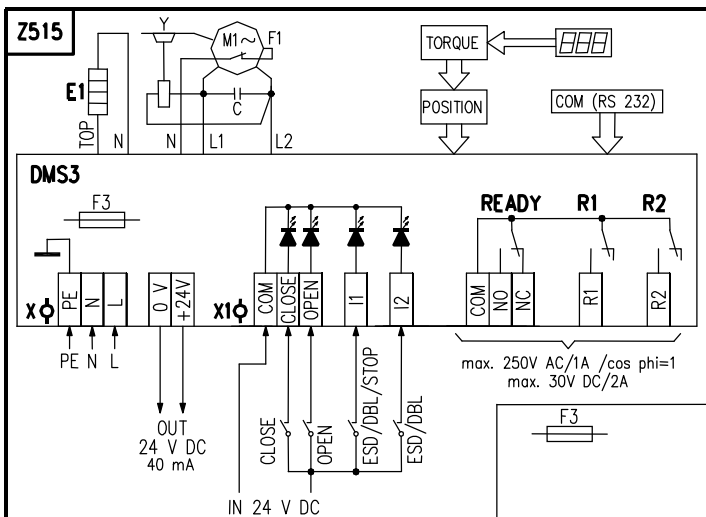 Z515
Y
M1 ~
F1
TORQUE
888
E1
C
POSITION
COM (RS 232)
TOP
N
N
L1
L2
DMS3
F3
READY
R1
R2
PE
N
L
0 V
+24V
COM
CLOSE
OPEN
I1
I2
COM
NO
NC
R1
R2
X
X1
PE N L
max. 250V AC/1A /cos phi=1
max. 30V DC/2A
OUT
24 V DC
40 mA
CLOSE
OPEN
ESD/DBL/STOP
ESD/DBL
F3
IN 24 V DC